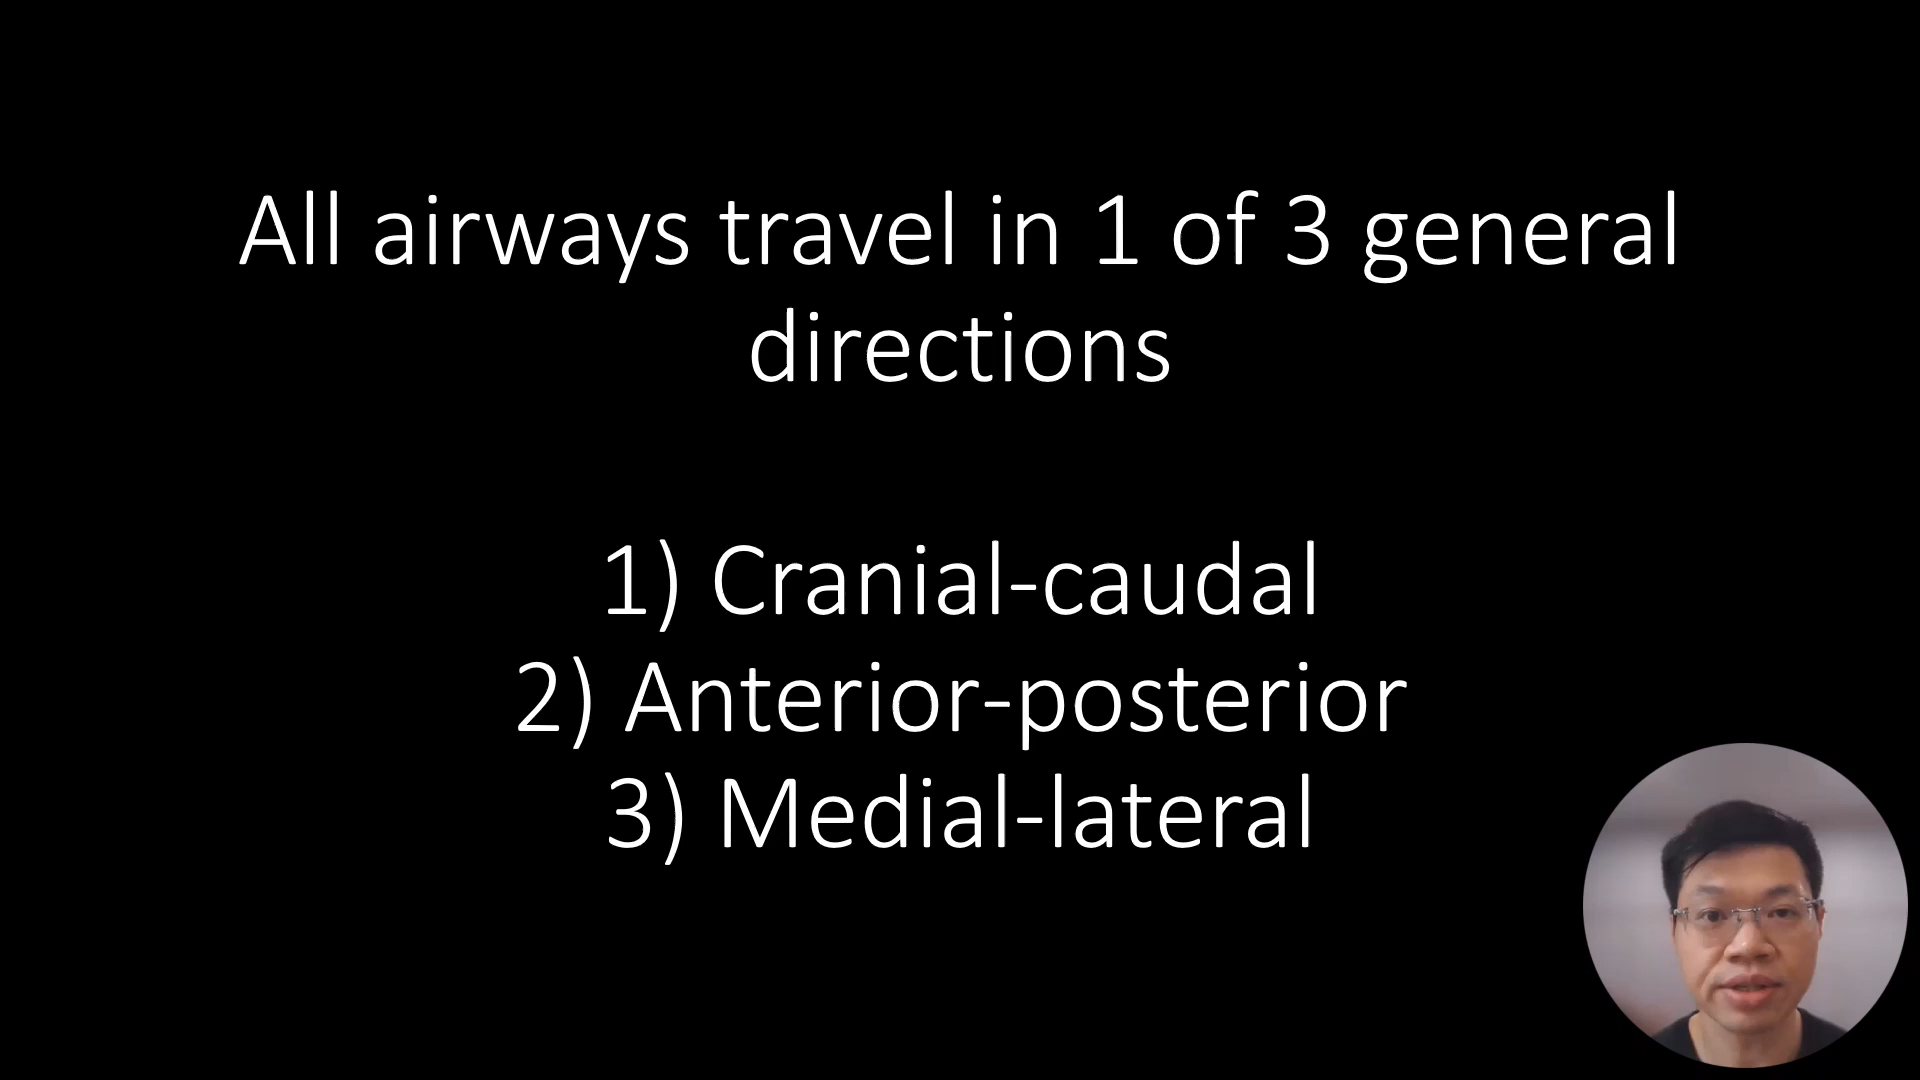 All airways travel in 1 of 3 general
directions
1) Cranial-caudal
2) Anterior-posterior
3) Medial-lateral